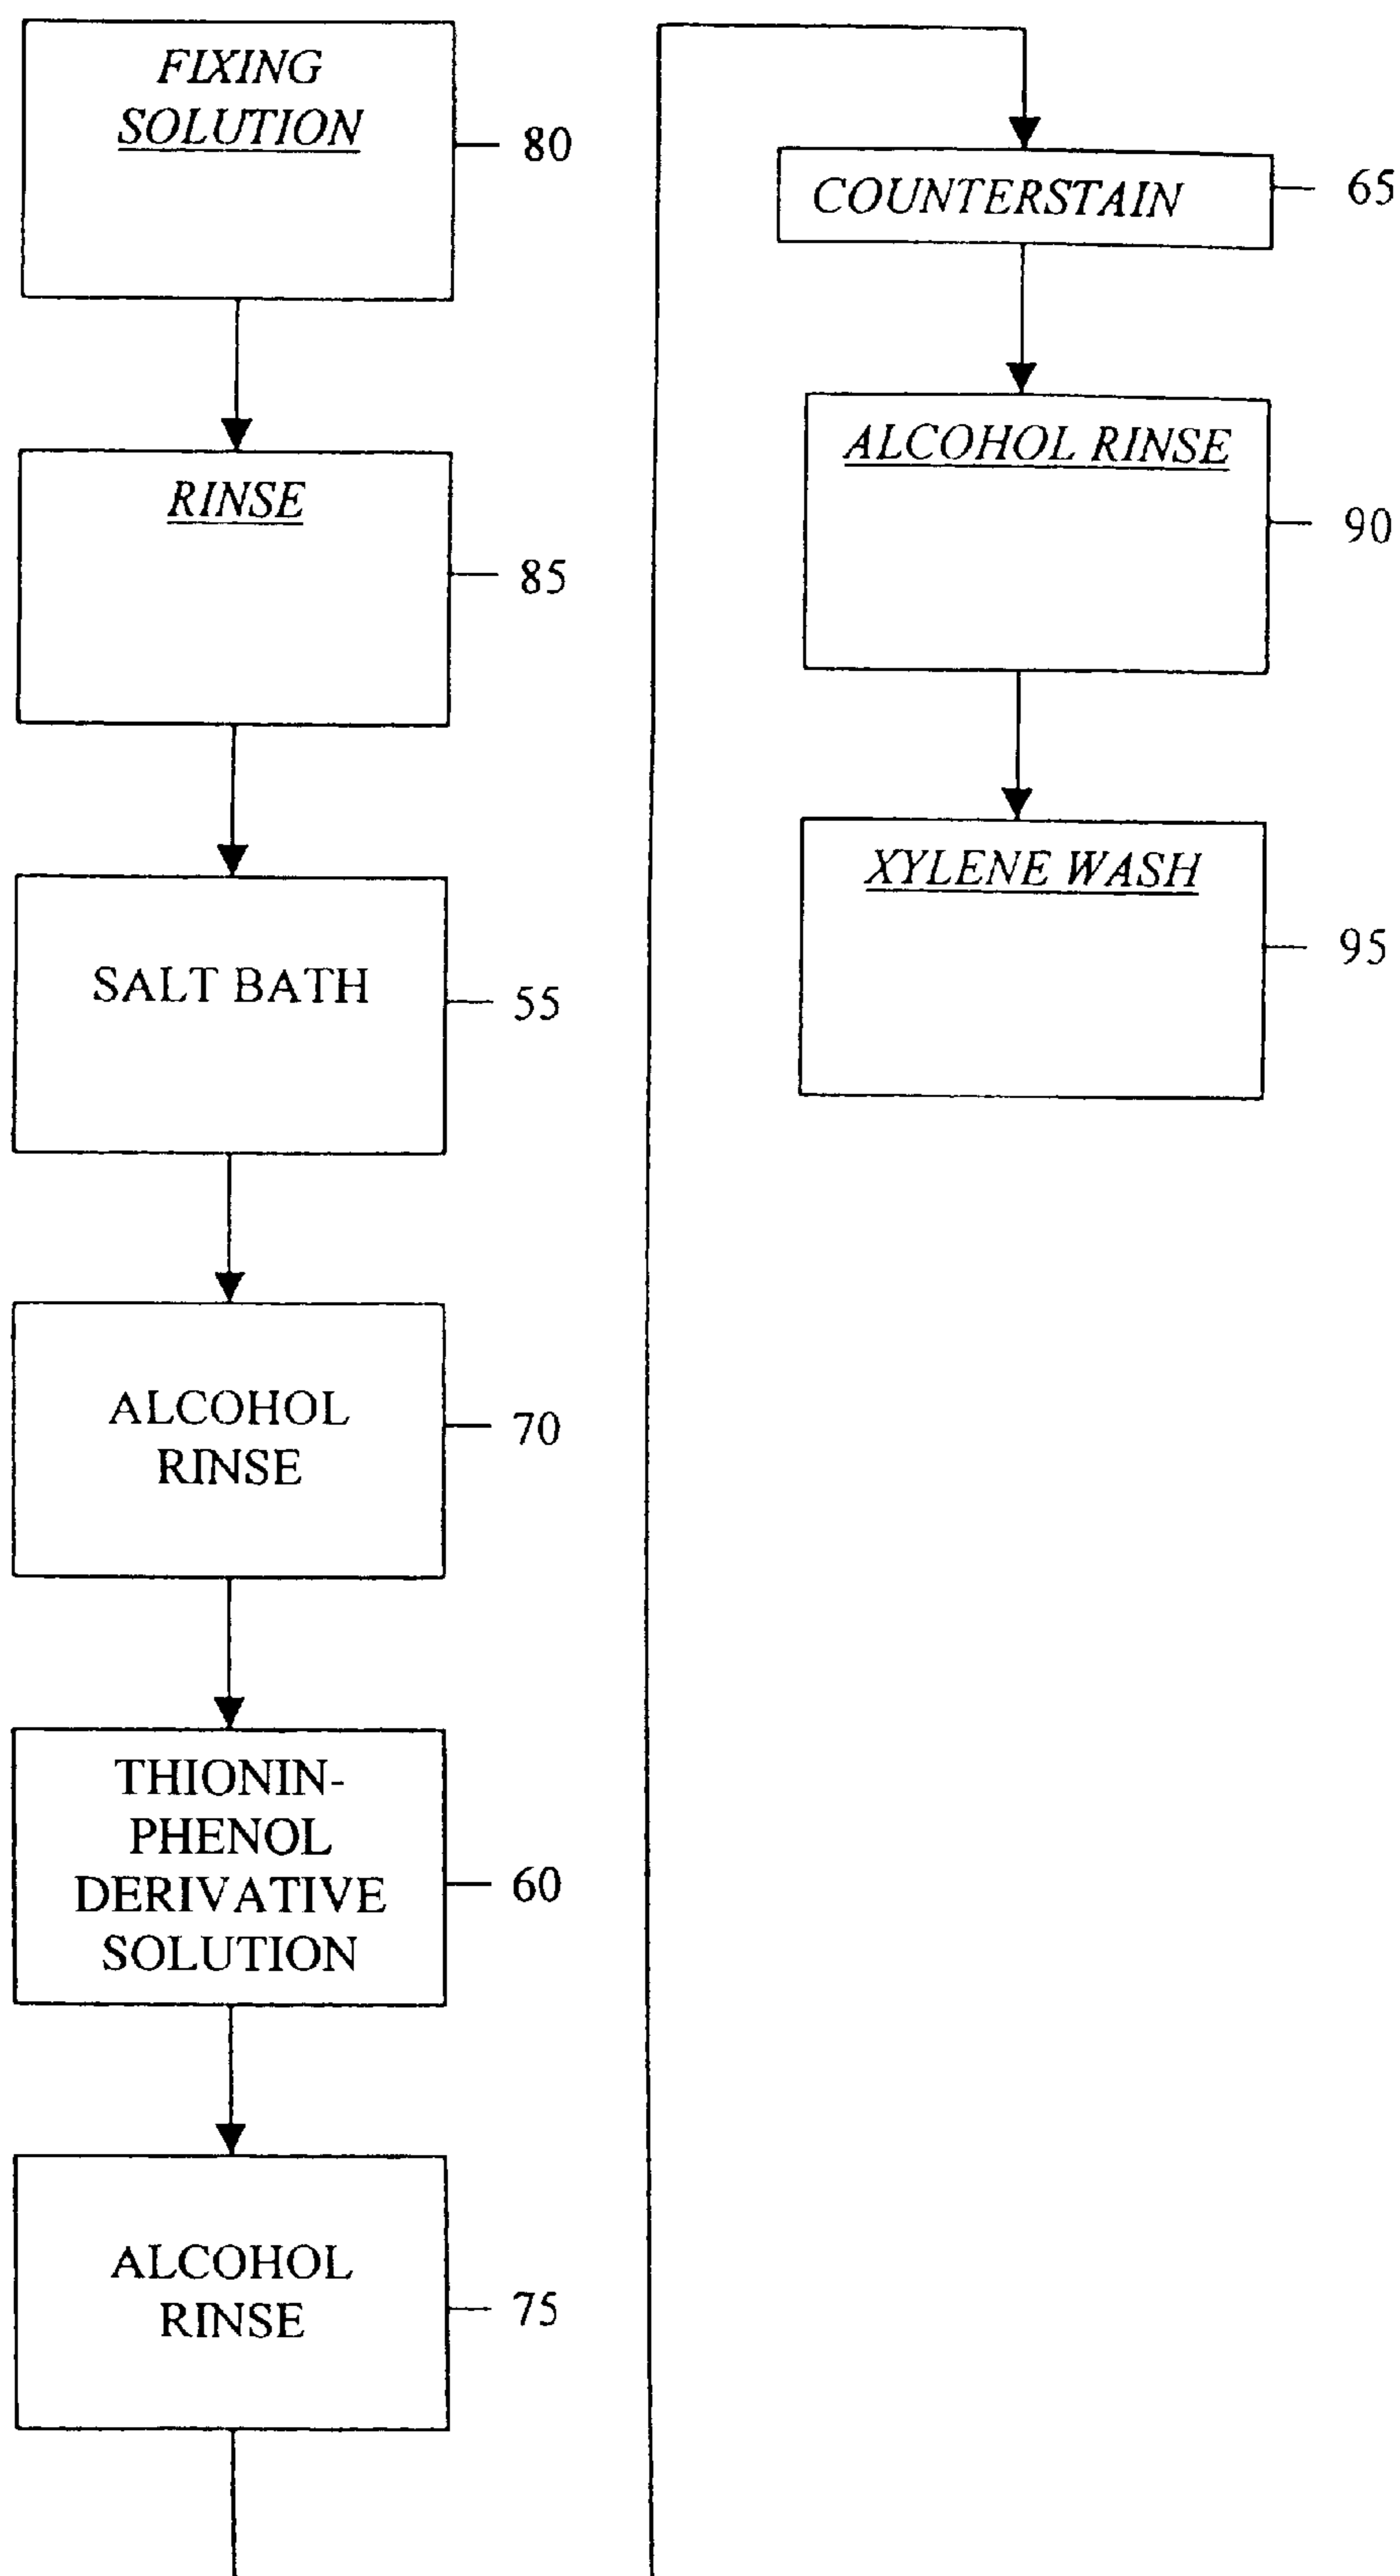 FIXING
SOLUTION
80
RINSE
85
SALT BATH
55
ALCOHOL
RINSE
70
THIONIN-
PHENOL
DERIVATIVE
SOLUTION
60
ALCOHOL
RINSE
75
COUNTERSTAIN
65
ALCOHOL RINSE
90
XYLENE WASH
95